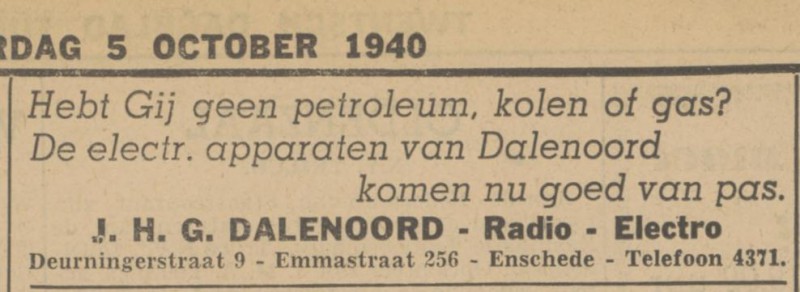 RDAG 5 OCTOBER 1940
Hebt Gij geen petroleum, kolen of gas?
De electr. apparaten van Dalenoord
komen nu goed van pas.
J. H. G. DALENOORD - Radio - Electro
Deurningerstraat 9 - Emmastraat 256 - Enschede - Telefoon 4371.